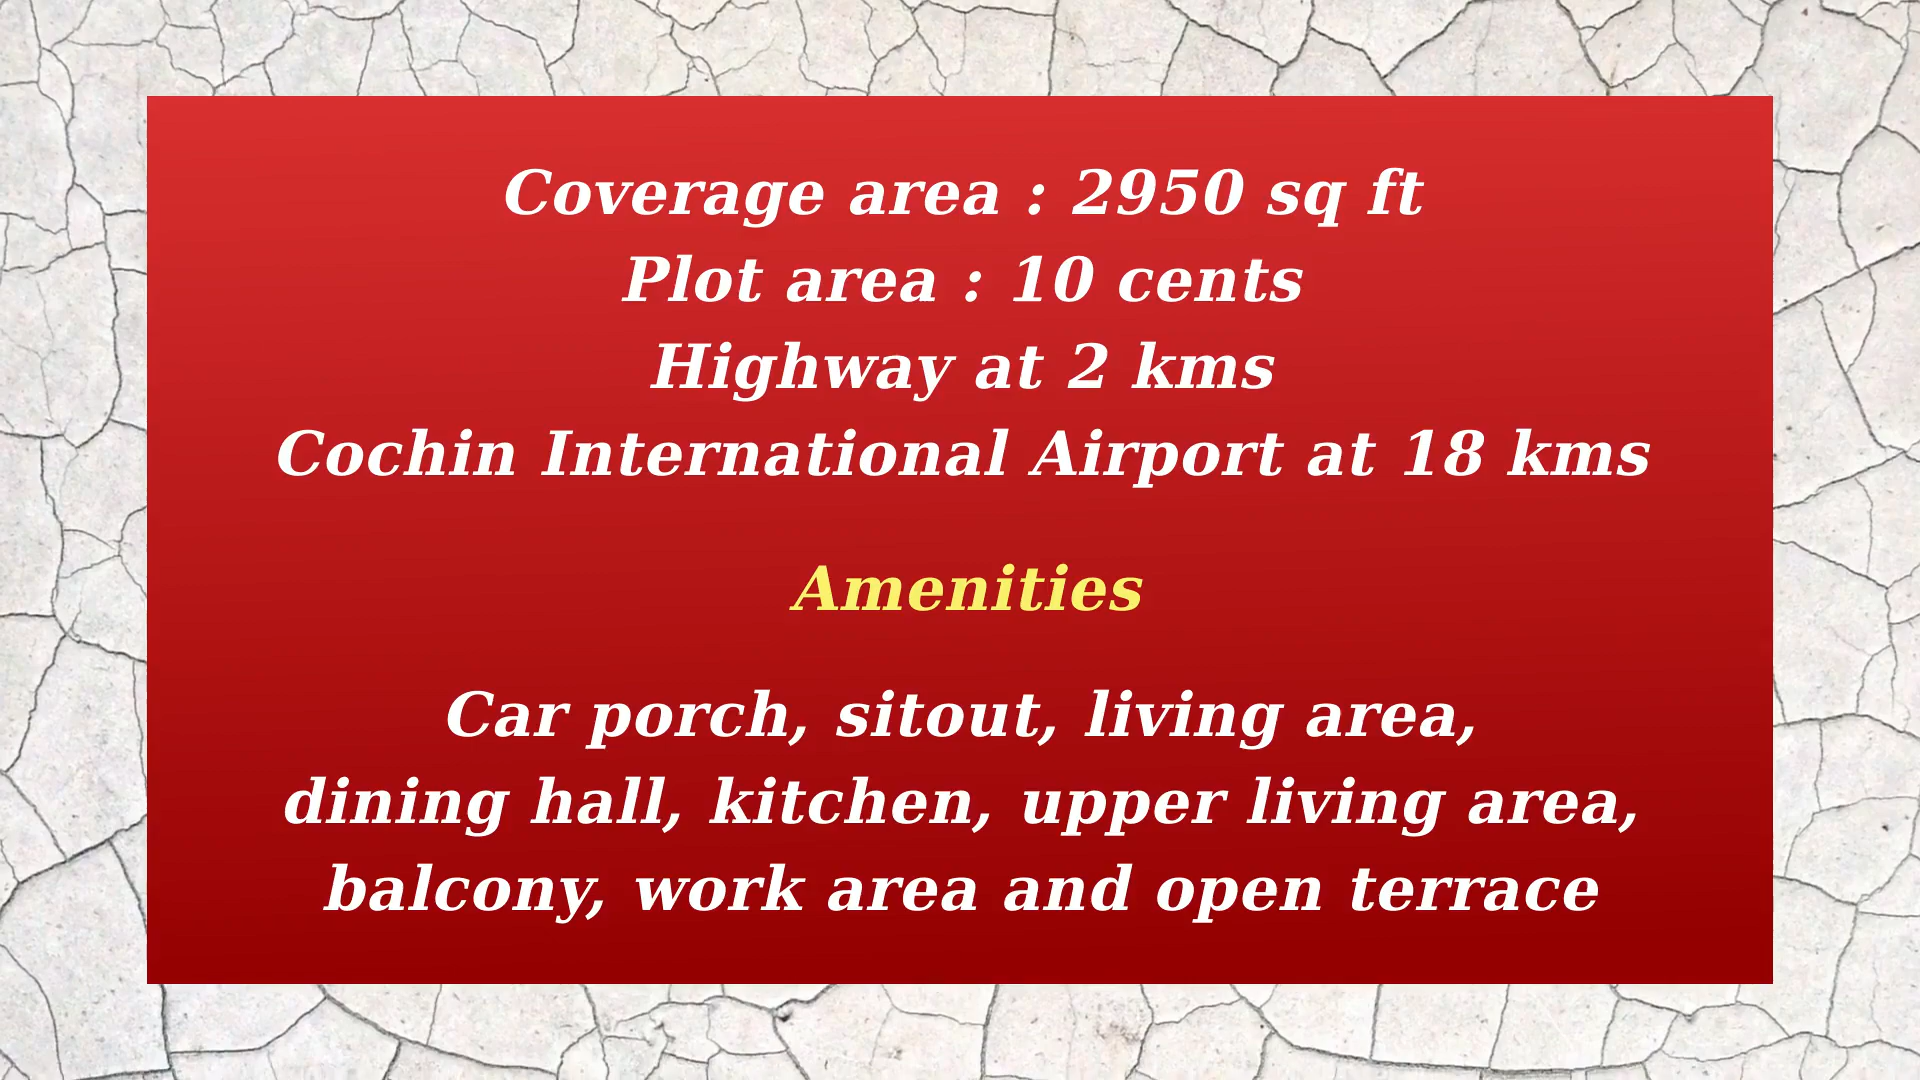 Coverage area : 2950 sq ft
Plot area : 10 cents
Highway at 2 kms
Cochin International Airport at 18 kms
Amenities
Car porch, sitout, living area,
dining hall, kitchen, upper living area,
balcony, work area and open terrace